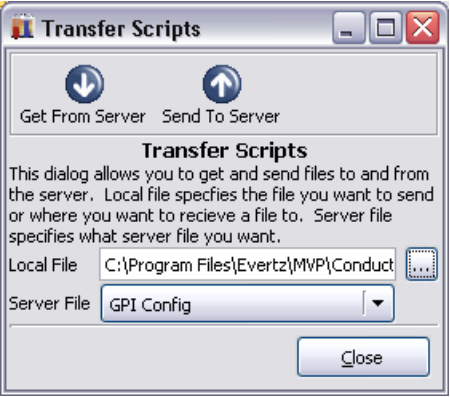 Transfer Scripts
Get From Server Send To Server
Transfer Scripts
This dialog allows you to get and send files to and from
the server. Local file specfies the file you want to send
or where you want to recieve a file to. Server file
specifies what server file you want.
Local File C:\Program Files\Evertz\MVP\Conduct ...
Server File GPI Config
Close